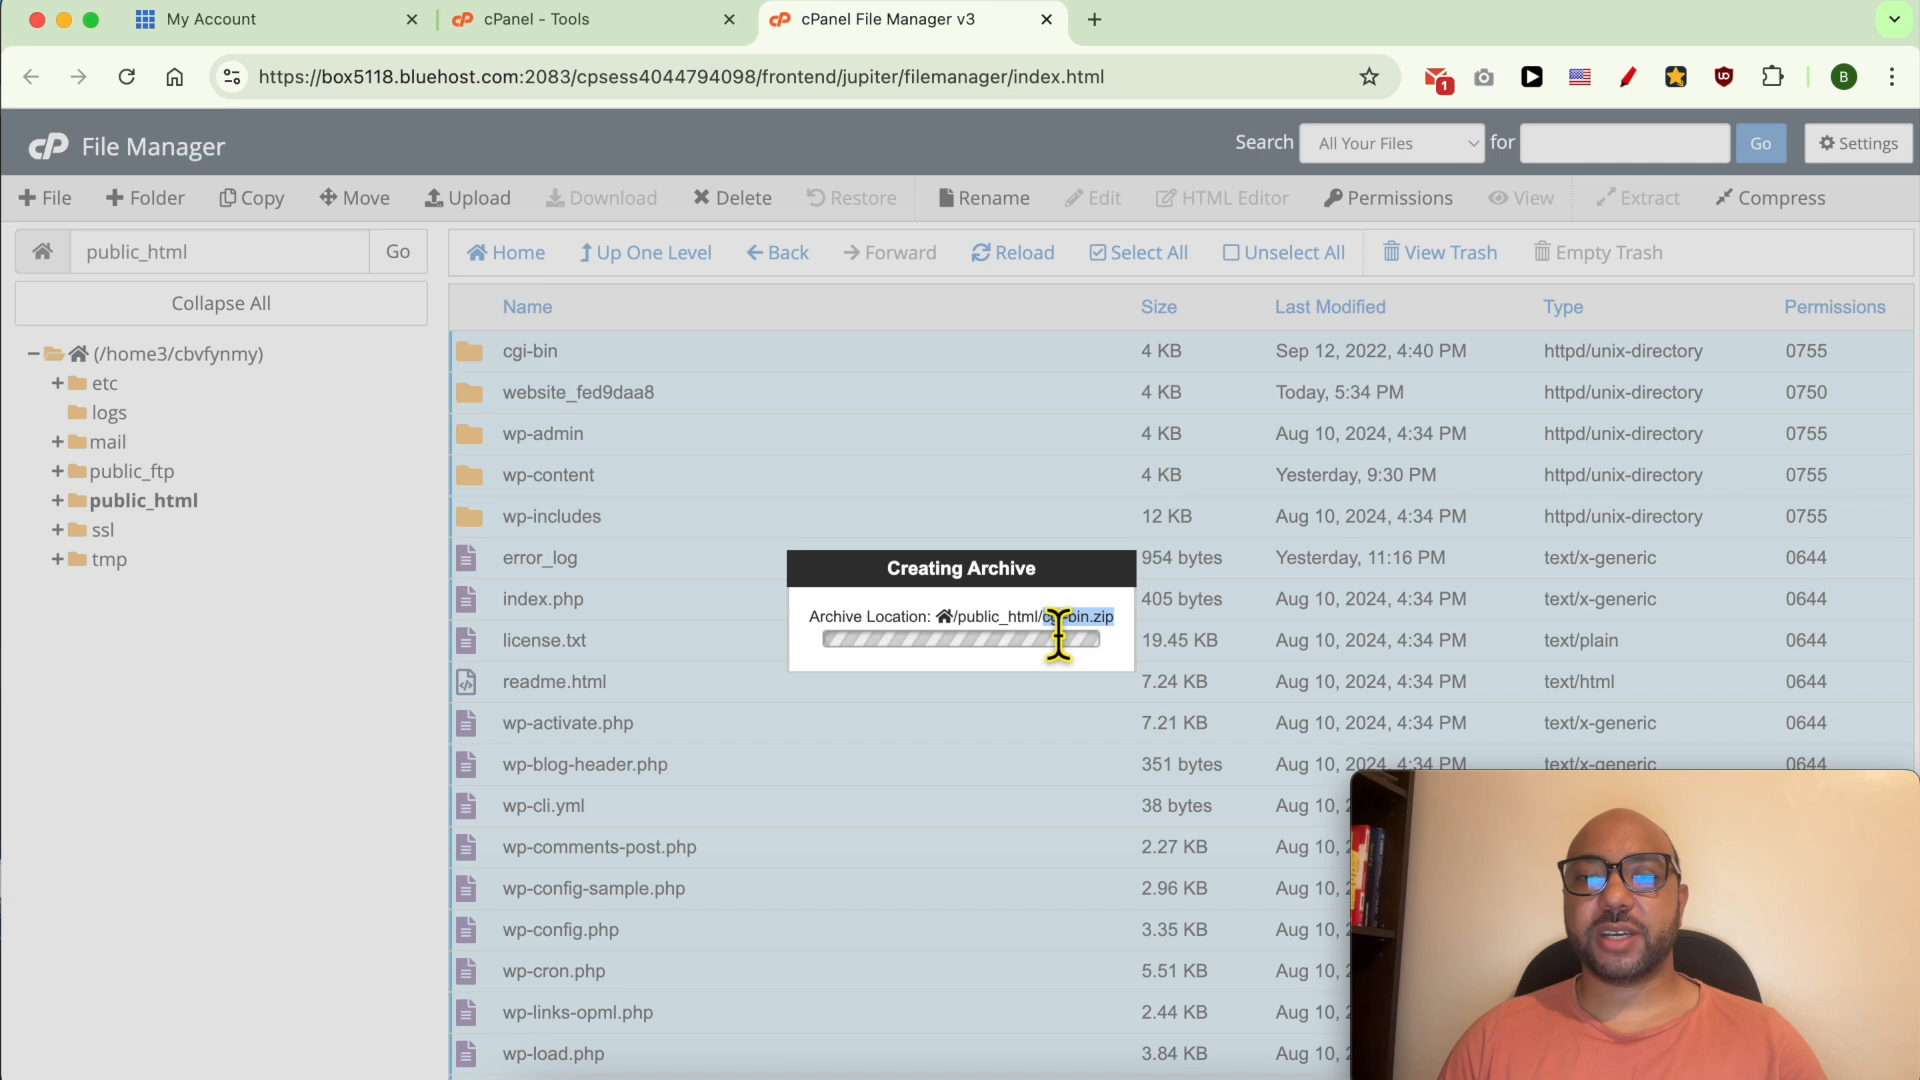 My Account
cPanel - Tools
cPanel File Manager v3
https://box5118.bluehost.com:2083/cpsess4044794098/frontend/jupiter/filemanager/index.html
1
B
cP File Manager
Search All Your Files for Go Settings
File Folder Copy Move Upload Download Delete Restore Rename Edit HTML Editor Permissions View Extract Compress
public_html Go
Home Up One Level Back Forward Reload Select All Unselect All View Trash Empty Trash
Collapse All
(/home3/cbvfynmy)
etc
logs
mail
public_ftp
public_html
ssl
tmp
Name Size Last Modified Type Permissions
cgi-bin 4 KB Sep 12, 2022, 4:40 PM httpd/unix-directory 0755
website_fed9daa8 4 KB Today, 5:34 PM httpd/unix-directory 0750
wp-admin 4 KB Aug 10, 2024, 4:34 PM httpd/unix-directory 0755
wp-content 4 KB Yesterday, 9:30 PM httpd/unix-directory 0755
wp-includes 12 KB Aug 10, 2024, 4:34 PM httpd/unix-directory 0755
error_log 954 bytes Yesterday, 11:16 PM text/x-generic 0644
index.php 405 bytes Aug 10, 2024, 4:34 PM text/x-generic 0644
license.txt 19.45 KB Aug 10, 2024, 4:34 PM text/plain 0644
readme.html 7.24 KB Aug 10, 2024, 4:34 PM text/html 0644
wp-activate.php 7.21 KB Aug 10, 2024, 4:34 PM text/x-generic 0644
wp-blog-header.php 351 bytes Aug 10, 2024, 4:34 PM text/x-generic 0644
wp-cli.yml 38 bytes Aug 10,
wp-comments-post.php 2.27 KB Aug 10,
wp-config-sample.php 2.96 KB Aug 10,
wp-config.php 3.35 KB Aug 10,
wp-cron.php 5.51 KB Aug 10,
wp-links-opml.php 2.44 KB Aug 10,
wp-load.php 3.84 KB Aug 10,
Creating Archive
Archive Location: /public_html/cgi-bin.zip